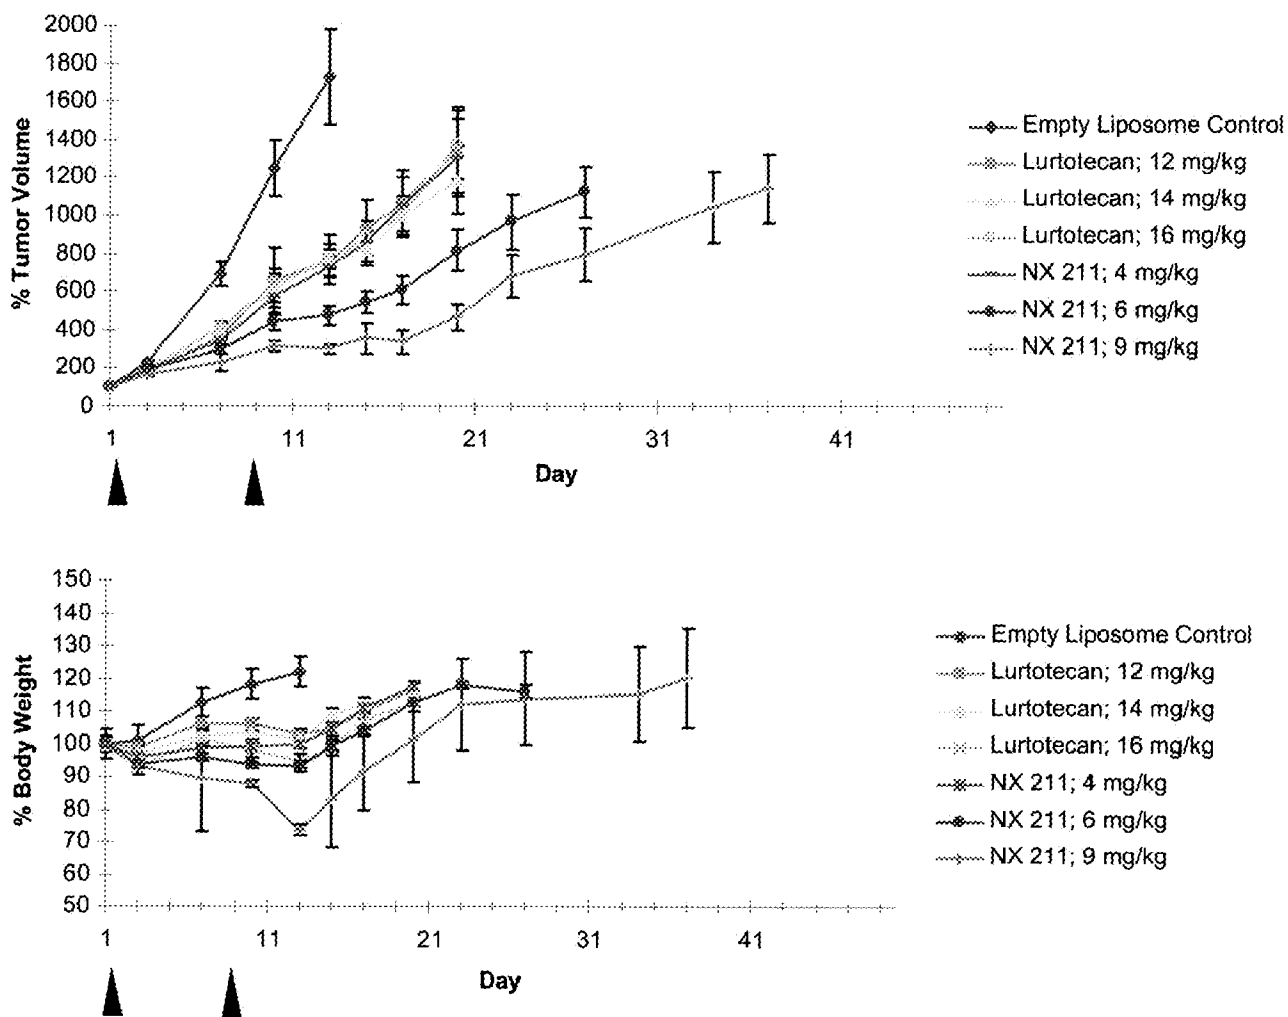 2000
1800
1600
1400
1200
1000
800
600
400
200
0
% Tumor Volume
1 11 21 31 41
Day
Empty Liposome Control
Lurtotecan; 12 mg/kg
Lurtotecan; 14 mg/kg
Lurtotecan; 16 mg/kg
NX 211; 4 mg/kg
NX 211; 6 mg/kg
NX 211; 9 mg/kg
150
140
130
120
110
100
90
80
70
60
50
% Body Weight
1 11 21 31 41
Day
Empty Liposome Control
Lurtotecan; 12 mg/kg
Lurtotecan; 14 mg/kg
Lurtotecan; 16 mg/kg
NX 211; 4 mg/kg
NX 211; 6 mg/kg
NX 211; 9 mg/kg